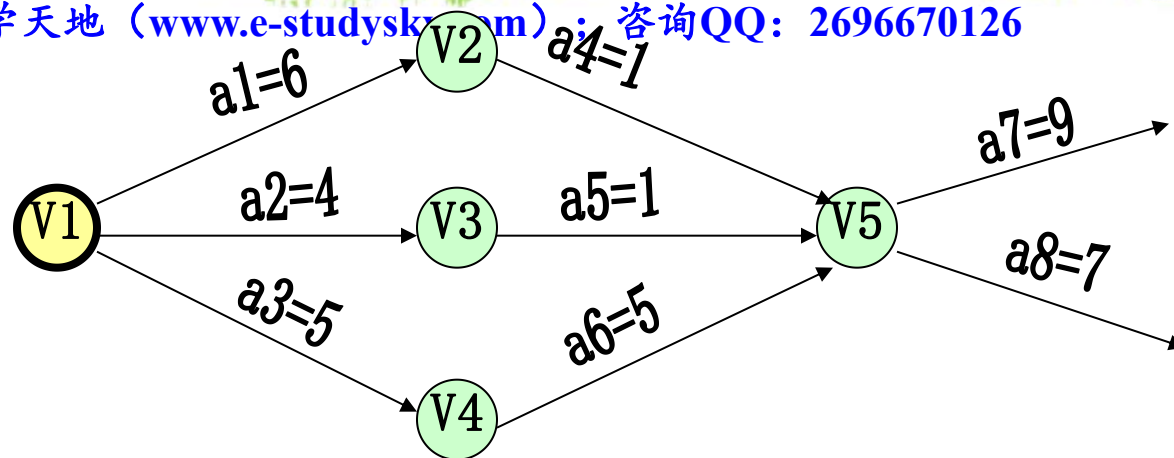 学天地（www.e-studysky.com）；咨询QQ：2696670126
V2
a4=1
a1=6
a7=9
a2=4
a5=1
V1
V3
V5
a8=7
a3=5
a6=5
V4